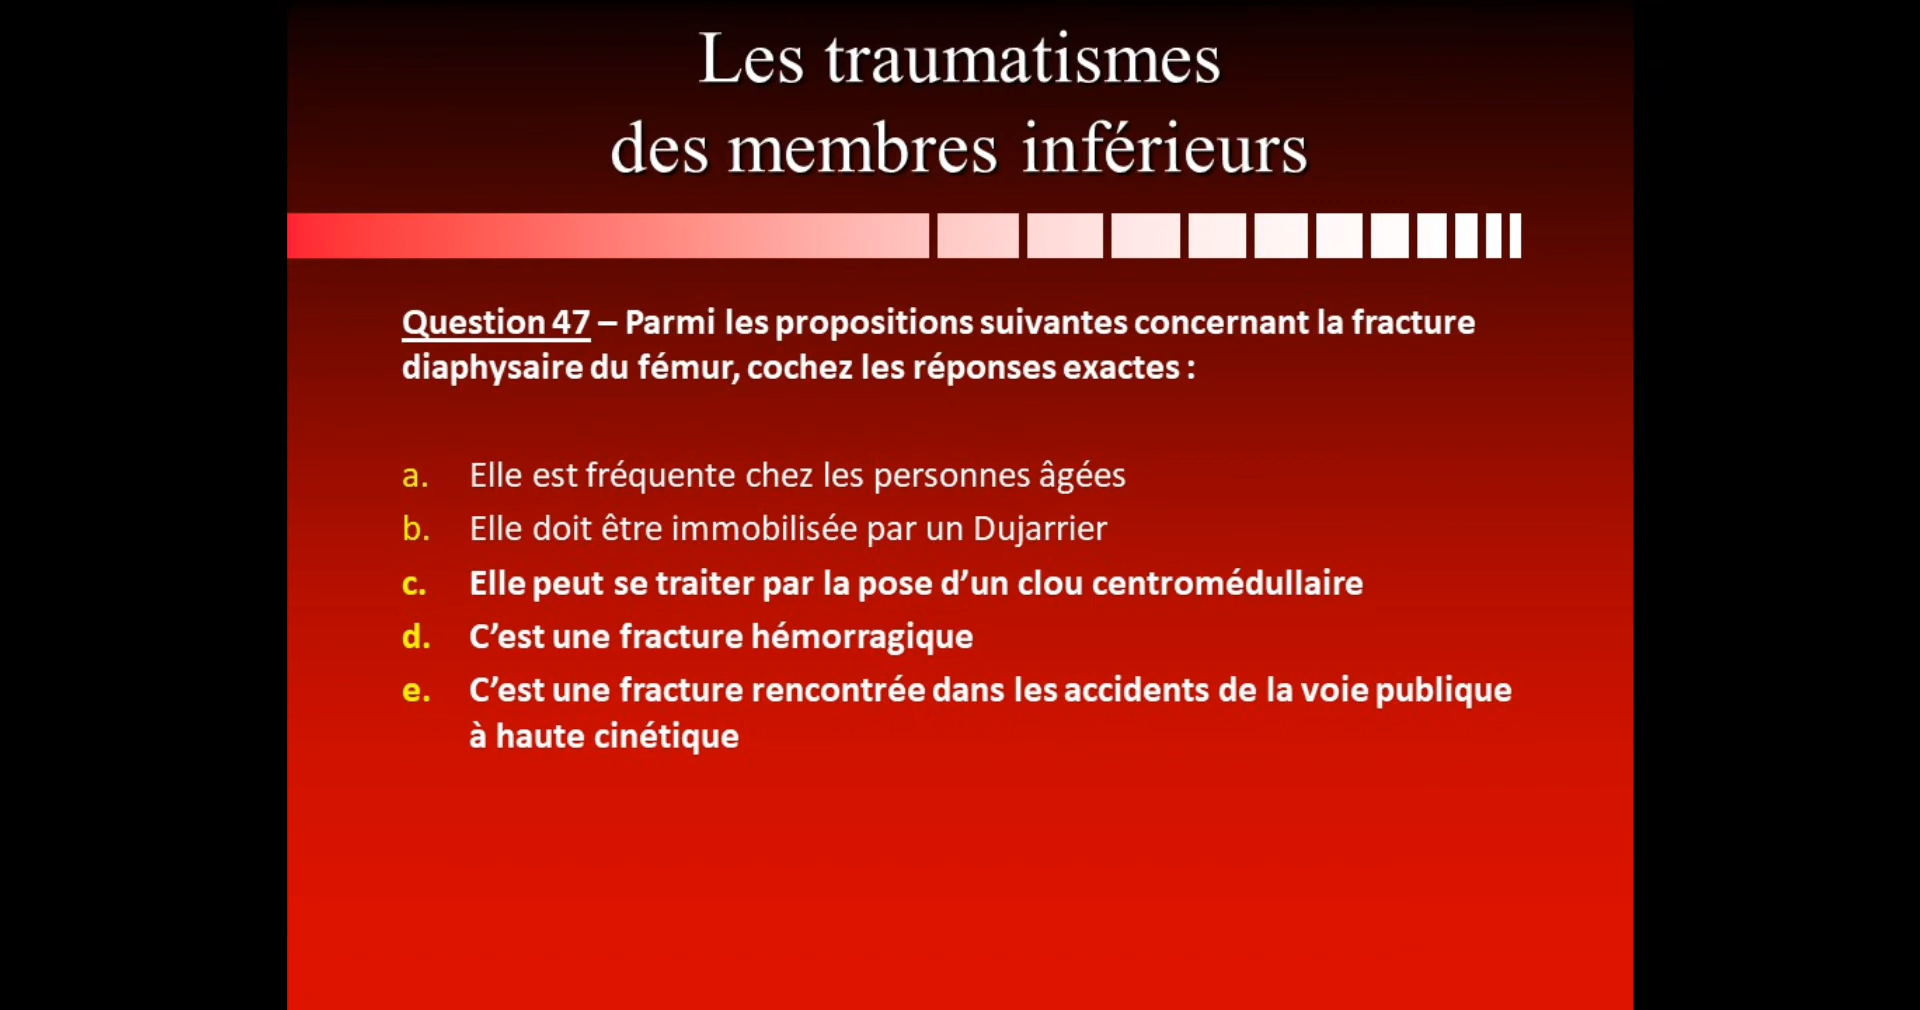 Les traumatismes
des membres inférieurs
Question 47 – Parmi les propositions suivantes concernant la fracture
diaphysaire du fémur, cochez les réponses exactes :
a. Elle est fréquente chez les personnes âgées
b. Elle doit être immobilisée par un Dujarrier
c. Elle peut se traiter par la pose d’un clou centromédullaire
d. C’est une fracture hémorragique
e. C’est une fracture rencontrée dans les accidents de la voie publique
à haute cinétique